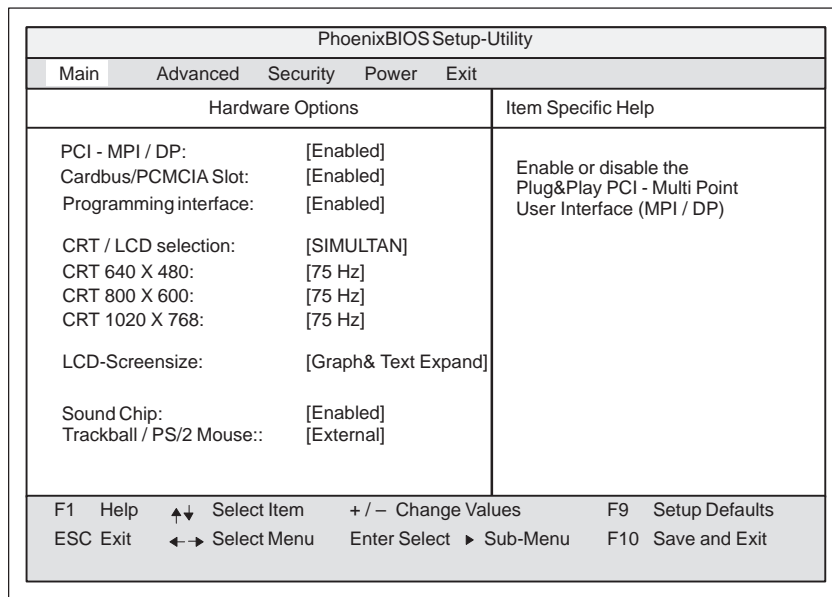 PhoenixBIOS Setup-Utility
Main Advanced Security Power Exit
Hardware Options
Item Specific Help
PCI - MPI / DP: [Enabled]
Cardbus/PCMCIA Slot: [Enabled]
Programming interface: [Enabled]
CRT / LCD selection: [SIMULTAN]
CRT 640 X 480: [75 Hz]
CRT 800 X 600: [75 Hz]
CRT 1020 X 768: [75 Hz]
LCD-Screensize: [Graph& Text Expand]
Sound Chip: [Enabled]
Trackball / PS/2 Mouse:: [External]
Enable or disable the
Plug&Play PCI - Multi Point
User Interface (MPI / DP)
F1 Help Select Item + / – Change Values F9 Setup Defaults
ESC Exit Select Menu Enter Select Sub-Menu F10 Save and Exit